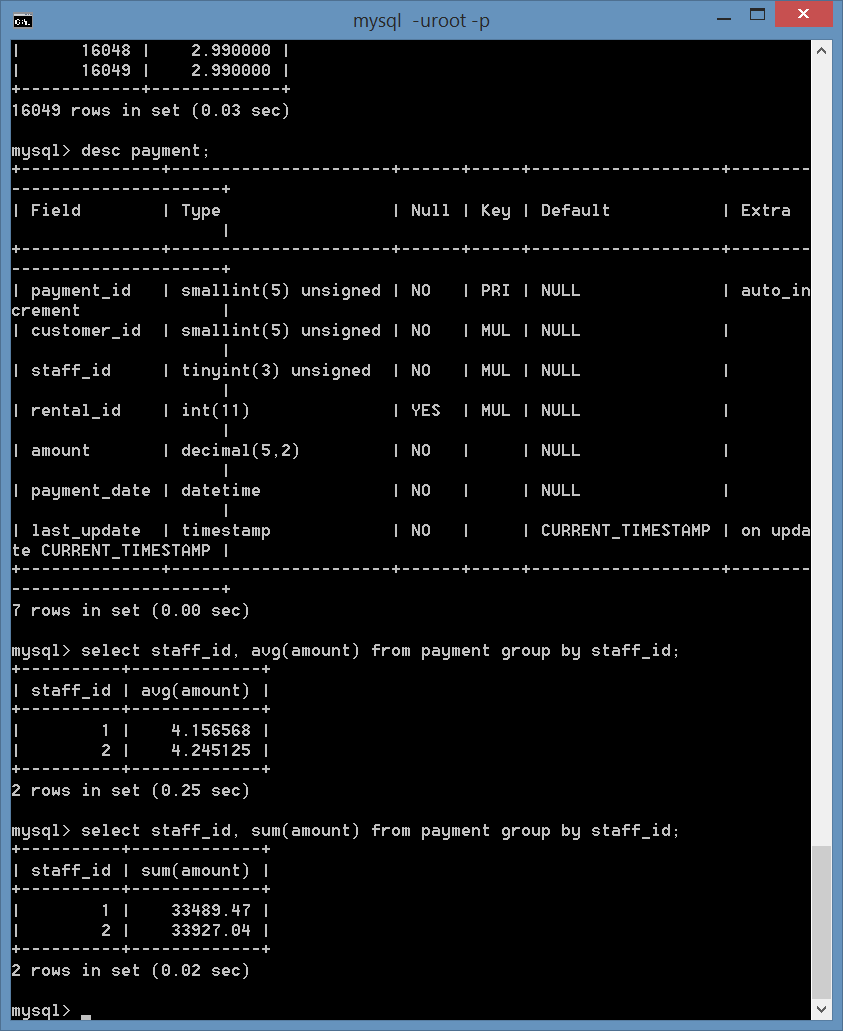 mysql  -uroot -p
|      16048 |    2.990000 |
|      16049 |    2.990000 |
+------------+-------------+
16049 rows in set (0.03 sec)
mysql> desc payment;
+--------------+----------------------+------+-----+-------------------+--------
---------------------+
| Field        | Type                 | Null | Key | Default           | Extra
                     |
+--------------+----------------------+------+-----+-------------------+--------
---------------------+
| payment_id   | smallint(5) unsigned | NO   | PRI | NULL              | auto_in
crement              |
| customer_id  | smallint(5) unsigned | NO   | MUL | NULL              |
                     |
| staff_id     | tinyint(3) unsigned  | NO   | MUL | NULL              |
                     |
| rental_id    | int(11)              | YES  | MUL | NULL              |
                     |
| amount       | decimal(5,2)         | NO   |     | NULL              |
                     |
| payment_date | datetime             | NO   |     | NULL              |
                     |
| last_update  | timestamp            | NO   |     | CURRENT_TIMESTAMP | on upda
te CURRENT_TIMESTAMP |
+--------------+----------------------+------+-----+-------------------+--------
---------------------+
7 rows in set (0.00 sec)
mysql> select staff_id, avg(amount) from payment group by staff_id;
+----------+-------------+
| staff_id | avg(amount) |
+----------+-------------+
|        1 |    4.156568 |
|        2 |    4.245125 |
+----------+-------------+
2 rows in set (0.25 sec)
mysql> select staff_id, sum(amount) from payment group by staff_id;
+----------+-------------+
| staff_id | sum(amount) |
+----------+-------------+
|        1 |    33489.47 |
|        2 |    33927.04 |
+----------+-------------+
2 rows in set (0.02 sec)
mysql> _